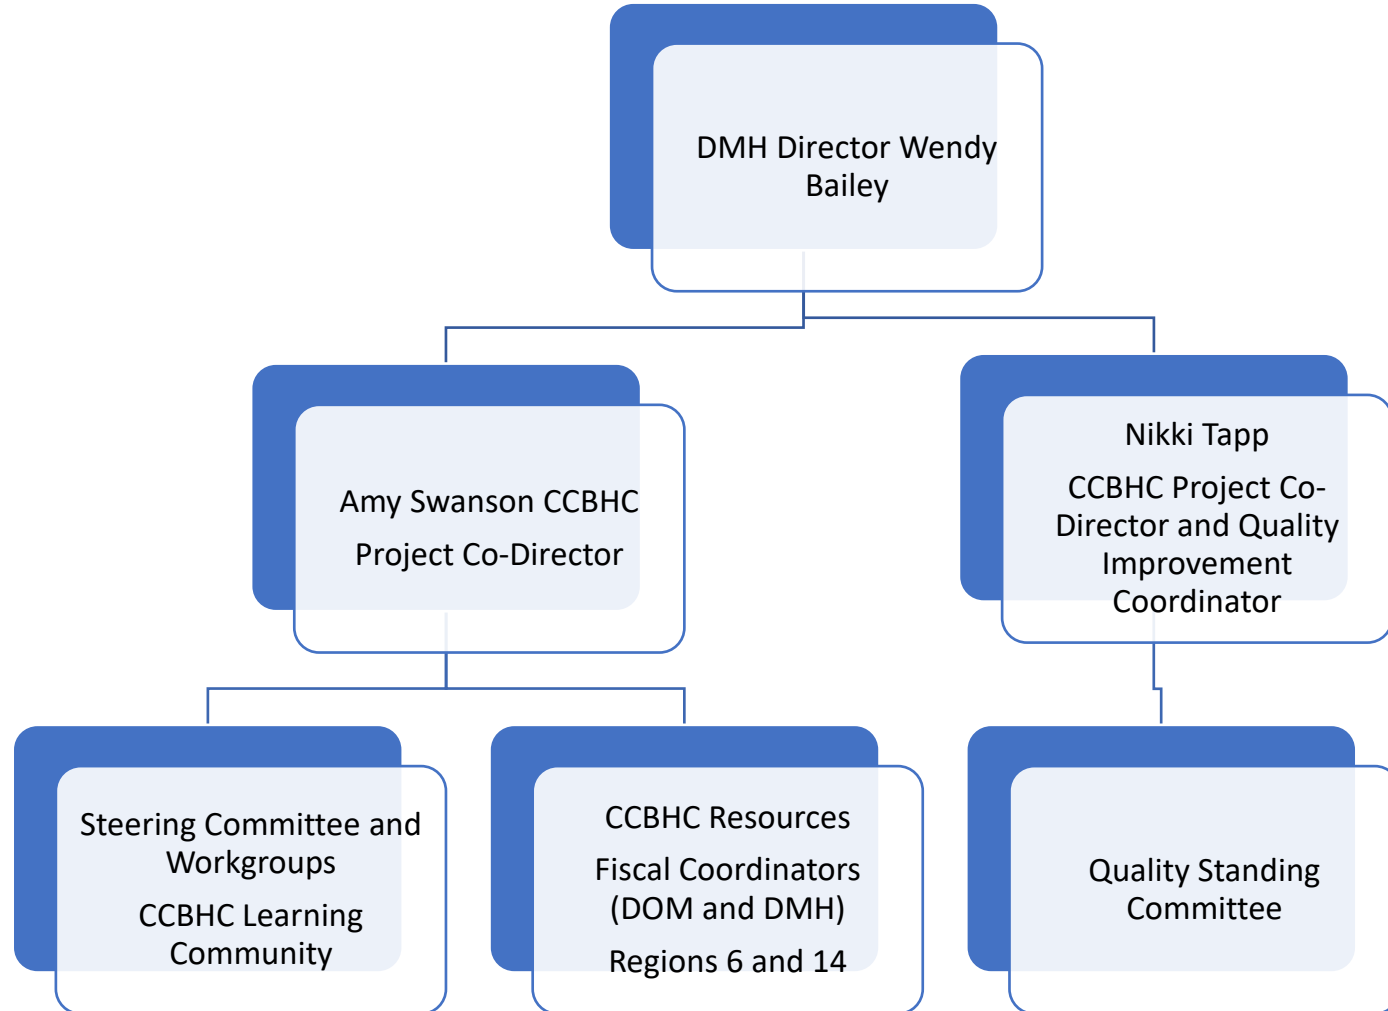 DMH Director Wendy
Bailey
Amy Swanson CCBHC
Project Co-Director
Nikki Tapp
CCBHC Project Co-
Director and Quality
Improvement
Coordinator
Steering Committee and
Workgroups
CCBHC Learning
Community
CCBHC Resources
Fiscal Coordinators
(DOM and DMH)
Regions 6 and 14
Quality Standing
Committee